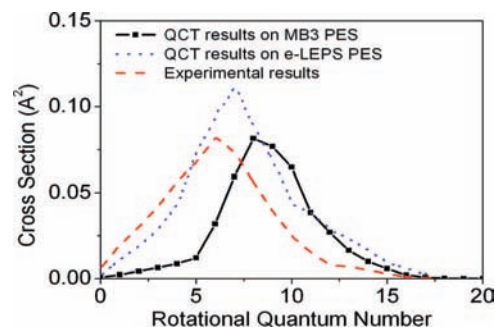 QCT results on MB3 PES
QCT results on e-LEPS PES
Experimental results
0.15
0.10
0.05
0.00
Cross Section (A²)
0 5 10 15 20
Rotational Quantum Number